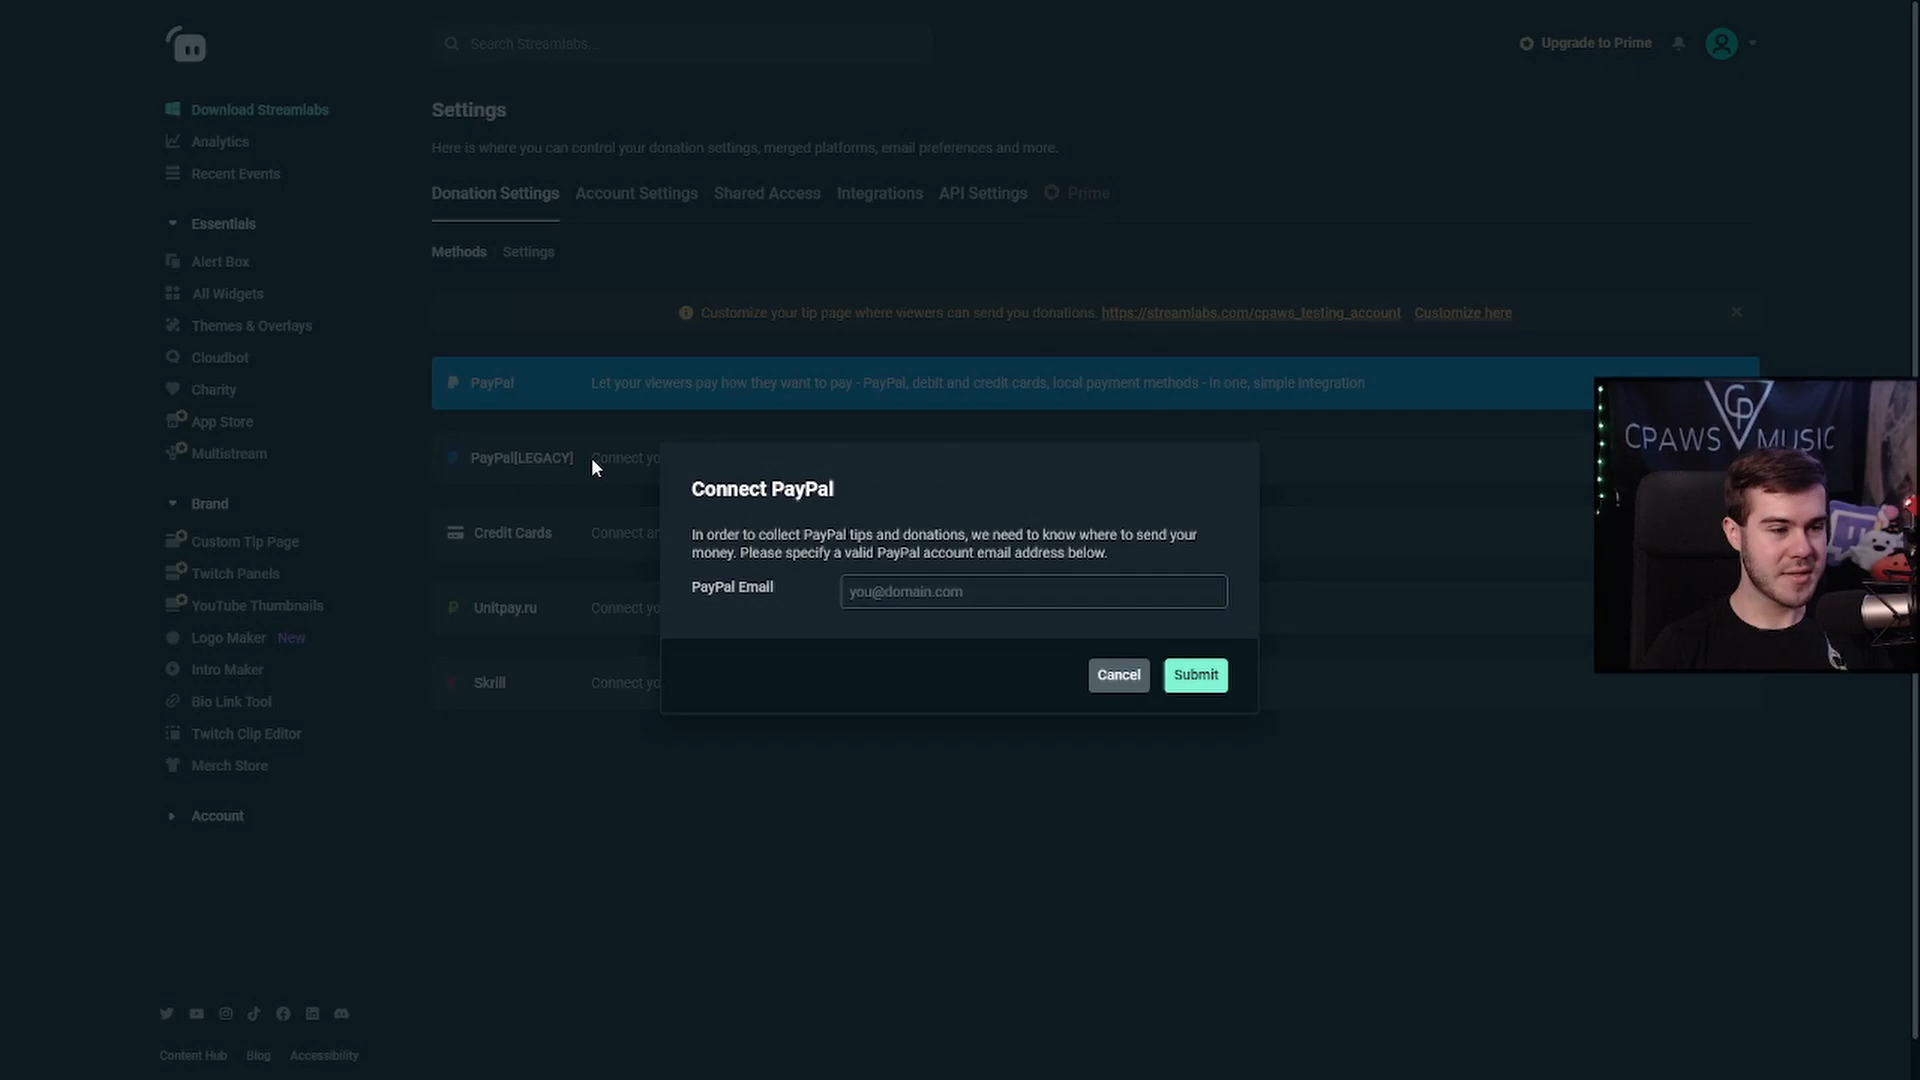 Search Streamlabs...
Upgrade to Prime
Download Streamlabs
Analytics
Recent Events
Essentials
Alert Box
All Widgets
Themes & Overlays
Cloudbot
Charity
App Store
Multistream
Brand
Custom Tip Page
Twitch Panels
YouTube Thumbnails
Logo Maker New
Intro Maker
Bio Link Tool
Twitch Clip Editor
Merch Store
Account
Content Hub Blog Accessibility
Settings
Here is where you can control your donation settings, merged platforms, email preferences and more.
Donation Settings Account Settings Shared Access Integrations API Settings Prime
Methods Settings
Customize your tip page where viewers can send you donations. https://streamlabs.com/cpaws_testing_account Customize here
PayPal Let your viewers pay how they want to pay - PayPal, debit and credit cards, local payment methods - in one, simple integration
PayPal[LEGACY] Connect yo
Credit Cards Connect an
Unitpay.ru Connect yo
Skrill Connect yo
Connect PayPal
In order to collect PayPal tips and donations, we need to know where to send your
money. Please specify a valid PayPal account email address below.
PayPal Email you@domain.com
Cancel Submit
CP
CPAWS MUSIC